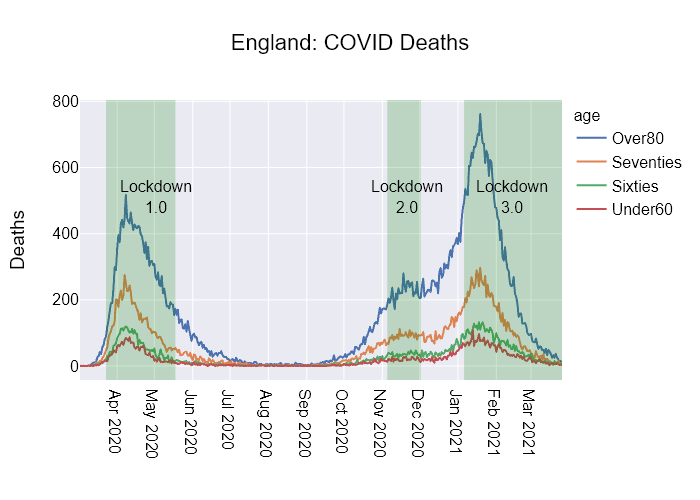 England: COVID Deaths
800
600
400
200
0
Deaths
Lockdown
1.0
Lockdown
2.0
Lockdown
3.0
age
Over80
Seventies
Sixties
Under60
Apr 2020
May 2020
Jun 2020
Jul 2020
Aug 2020
Sep 2020
Oct 2020
Nov 2020
Dec 2020
Jan 2021
Feb 2021
Mar 2021